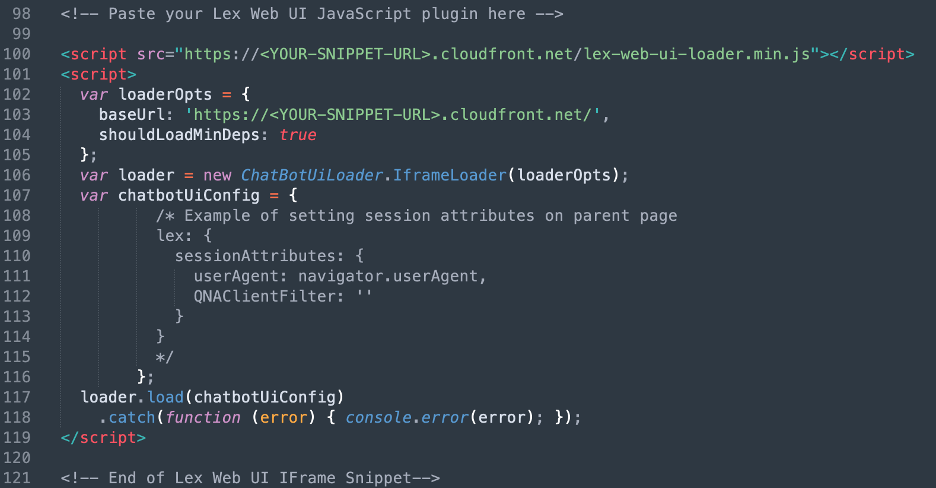 98 <!-- Paste your Lex Web UI JavaScript plugin here -->
99
100 <script src="https://<YOUR-SNIPPET-URL>.cloudfront.net/lex-web-ui-loader.min.js"></script>
101 <script>
102 var loaderOpts = {
103 baseUrl: 'https://<YOUR-SNIPPET-URL>.cloudfront.net/',
104 shouldLoadMinDeps: true
105 };
106 var loader = new ChatBotUiLoader.IframeLoader(loaderOpts);
107 var chatbotUiConfig = {
108 /* Example of setting session attributes on parent page
109 lex: {
110 sessionAttributes: {
111 userAgent: navigator.userAgent,
112 QNAClientFilter: ''
113 }
114 }
115 */
116 };
117 loader.load(chatbotUiConfig)
118 .catch(function (error) { console.error(error); });
119 </script>
120
121 <!-- End of Lex Web UI IFrame Snippet-->